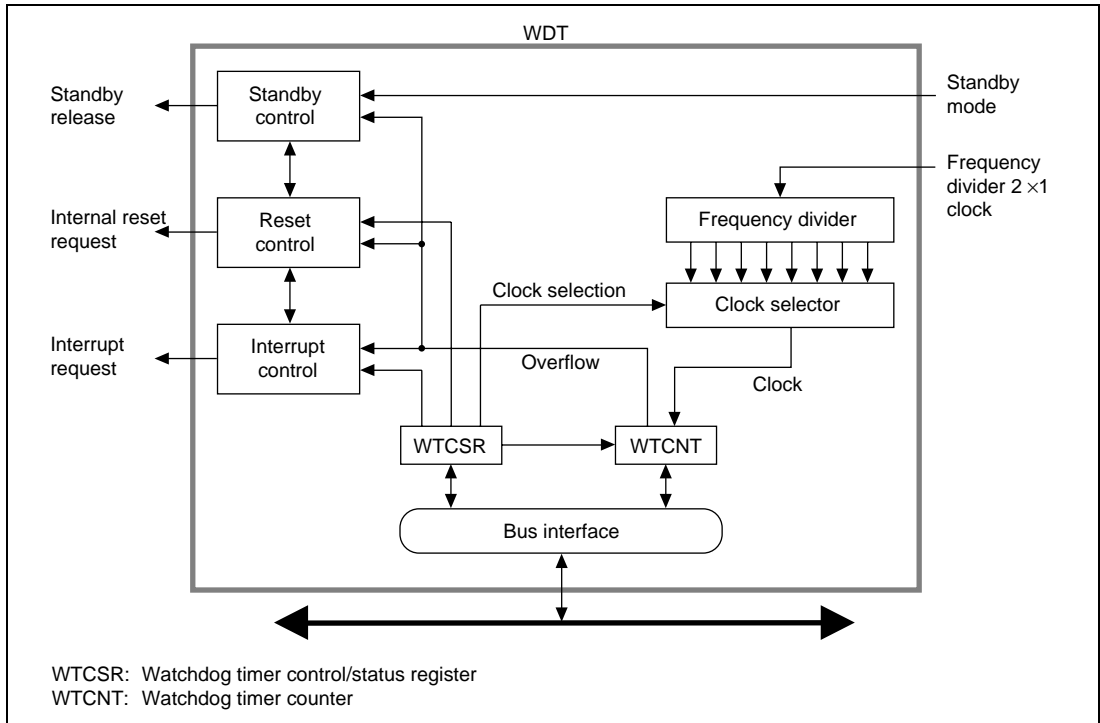 WDT
Standby
release
Standby
control
Standby
mode
Frequency
divider 2 ×1
clock
Internal reset
request
Reset
control
Frequency divider
Clock selection
Clock selector
Interrupt
request
Interrupt
control
Overflow
Clock
WTCSR
WTCNT
Bus interface
WTCSR: Watchdog timer control/status register
WTCNT: Watchdog timer counter